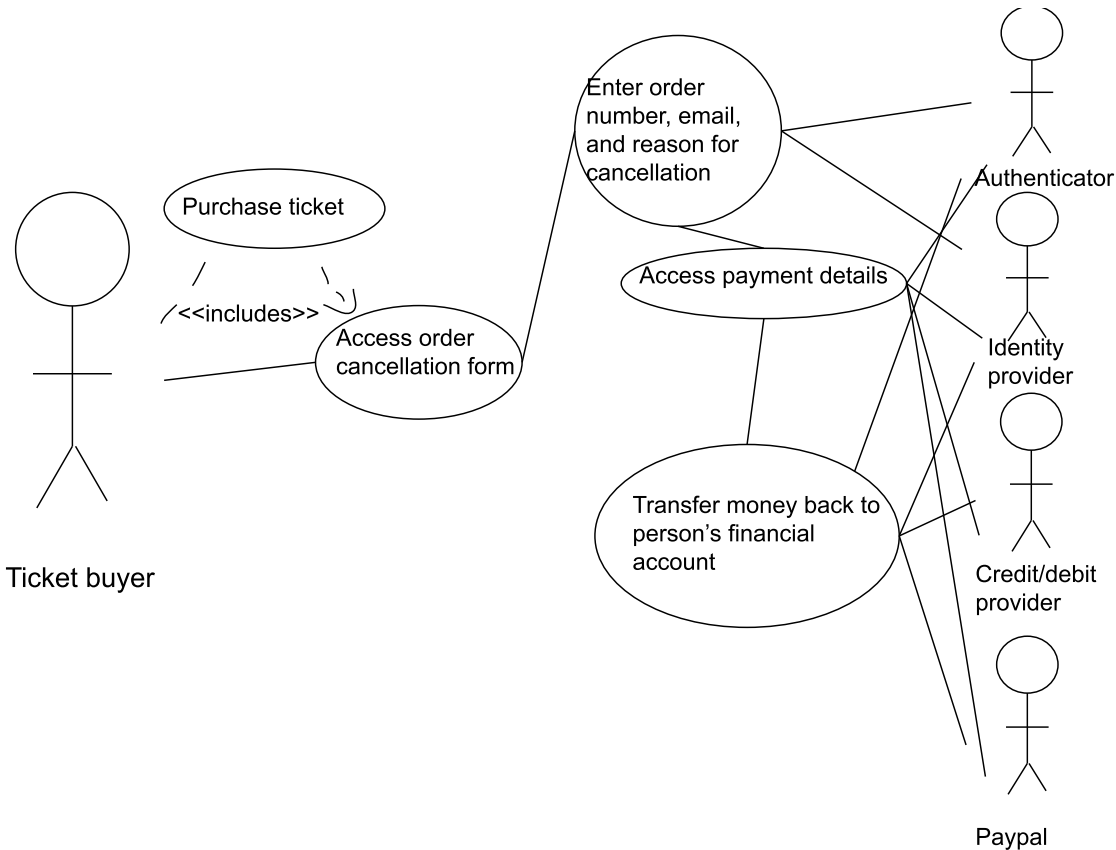 Enter order
number, email,
and reason for
cancellation
Authenticator
Purchase ticket
Access payment details
<<includes>>
Access order
cancellation form
Identity
provider
Transfer money back to
person’s financial
account
Ticket buyer
Credit/debit
provider
Paypal